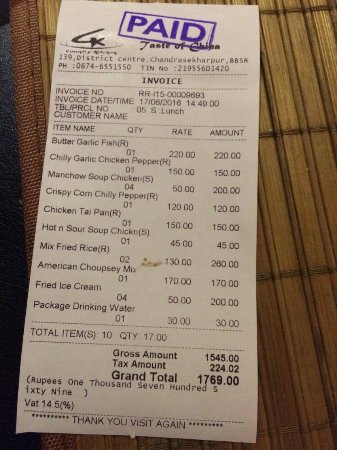 PAID
Country Kitchen
Taste of China
139,District centre,Chandrasekharpur,BBSR
PH :0674-6551550 TIN No :21955601420
INVOICE
INVOICE NO RR-I15-00009693
INVOICE DATE/TIME 17/06/2016 14:49:00
TBL/PRCL NO 05 S .Lunch
CUSTOMER NAME
ITEM NAME QTY RATE AMOUNT
Butter Garlic Fish(R)
01 220.00 220.00
Chilly Garlic Chicken Pepper(R)
01 150.00 150.00
Manchow Soup Chicken(S)
04 50.00 200.00
Crispy Corn Chilly Pepper(R)
01 120.00 120.00
Chicken Tai Pan(R)
01 150.00 150.00
Hot n Sour Soup Chickn(S)
01 45.00 45.00
Mix Fried Rice(R)
02 130.00 260.00
American Choupsey Mix
01 170.00 170.00
Fried Ice Cream
04 50.00 200.00
Package Drinking Water
01 30.00 30.00
TOTAL ITEM(S): 10 QTY: 17.00
Gross Amount 1545.00
Tax Amount 224.02
Grand Total 1769.00
(Rupees One Thousand Seven Hundred S
ixty Nine )
Vat 14.5(%)
********** THANK YOU VISIT AGAIN **********